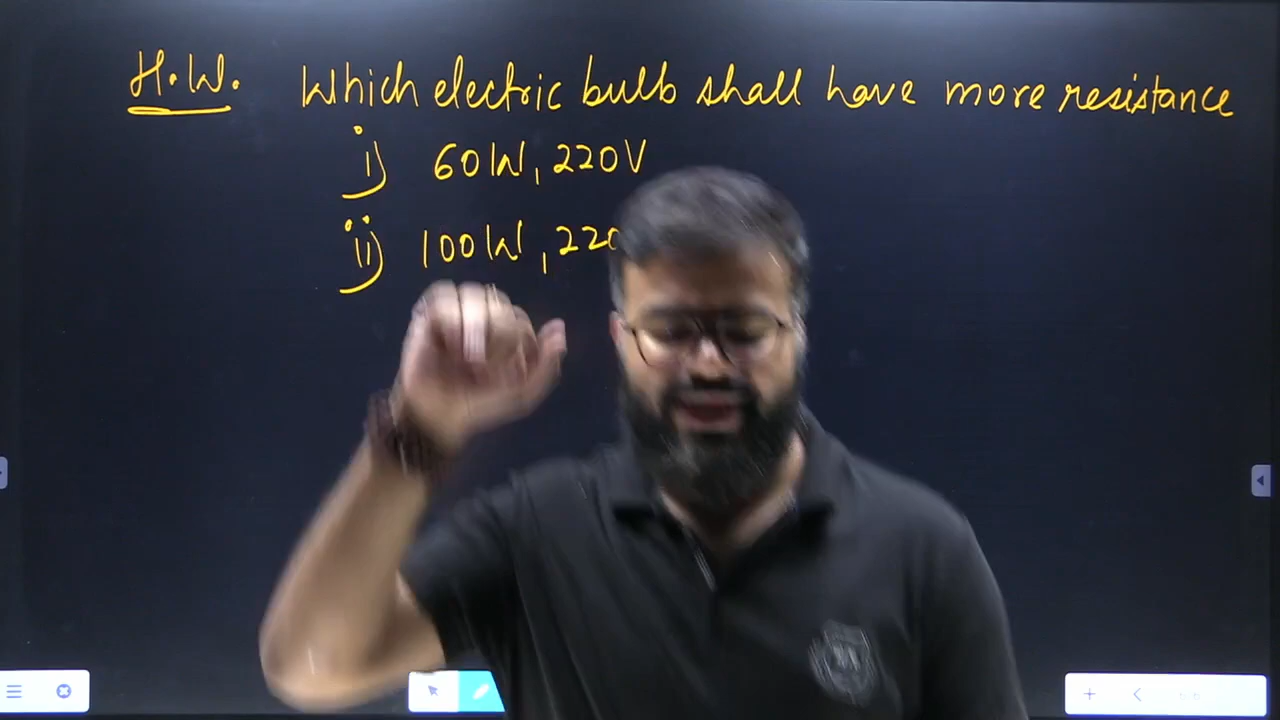 H.W. Which electric bulb shall have more resistance
i) 60W, 220V
ii) 100W, 220